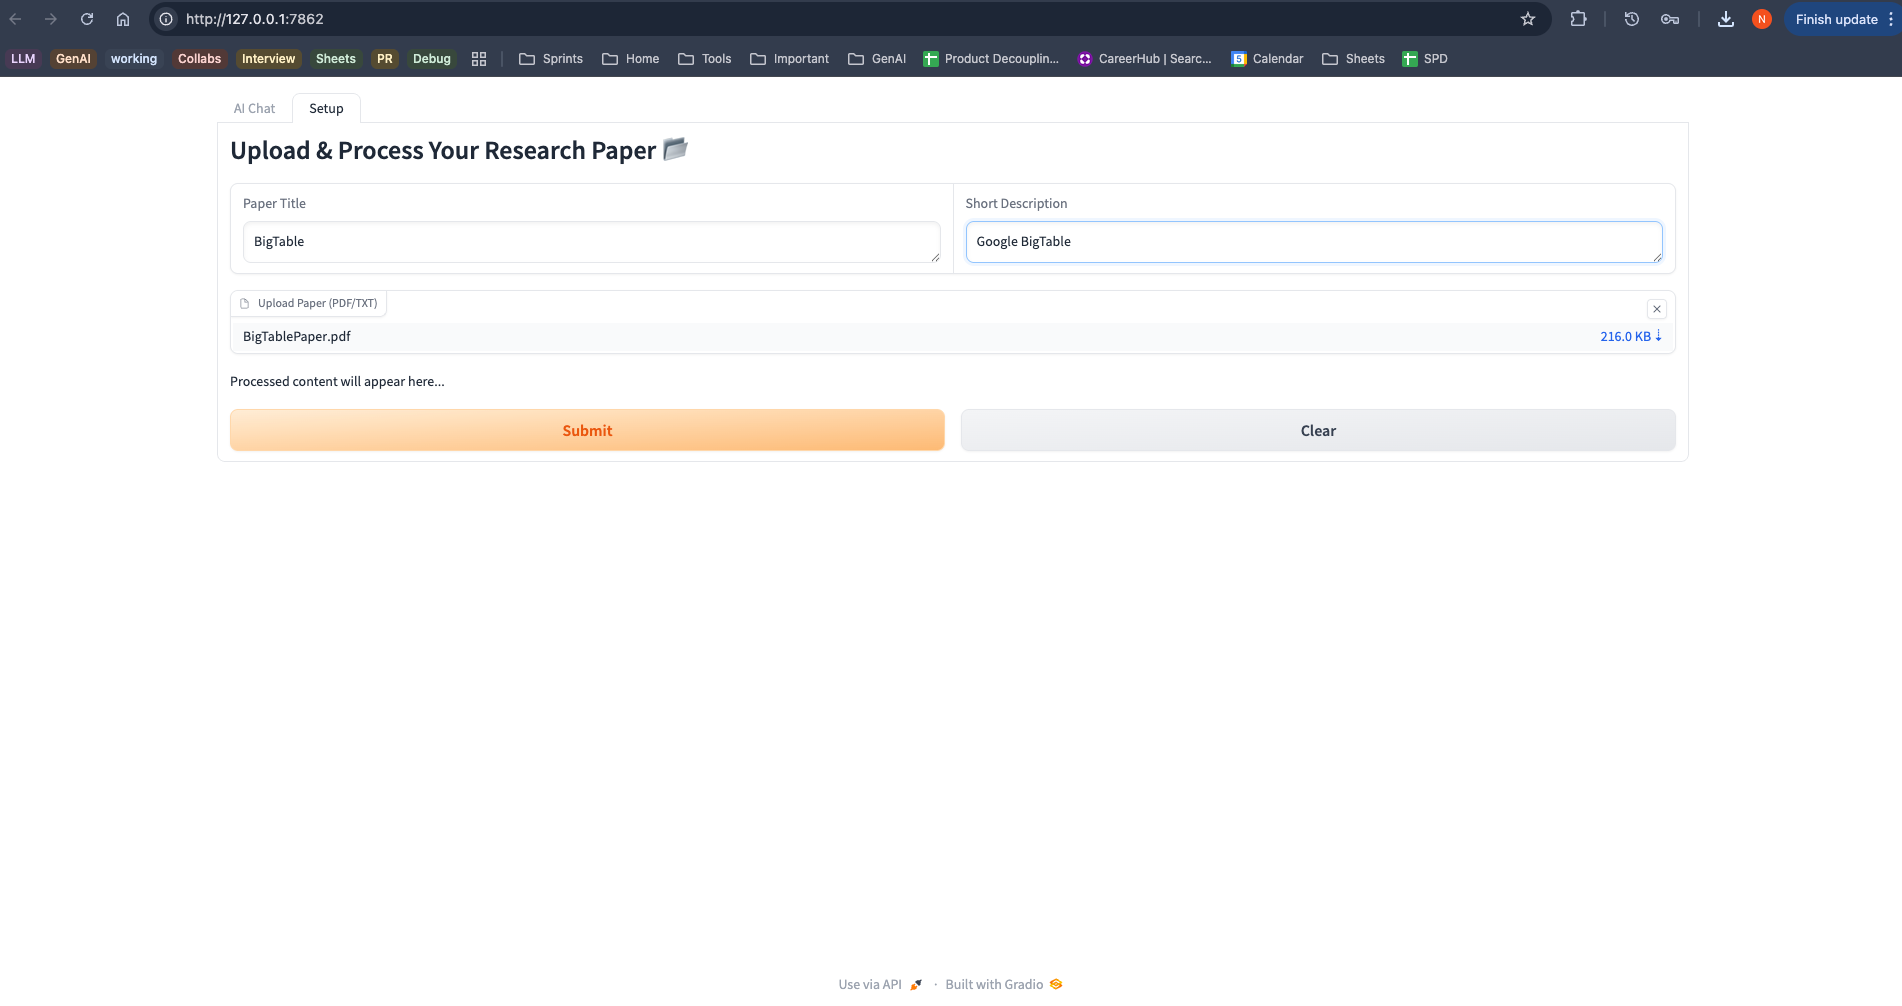 http://127.0.0.1:7862
N
Finish update
LLM GenAI working Collabs Interview Sheets PR Debug Sprints Home Tools Important GenAI Product Decouplin... CareerHub | Searc... 5 Calendar Sheets SPD
AI Chat Setup
Upload & Process Your Research Paper
Paper Title
BigTable
Short Description
Google BigTable
Upload Paper (PDF/TXT)
BigTablePaper.pdf 216.0 KB ⇣
Processed content will appear here...
Submit Clear
Use via API · Built with Gradio